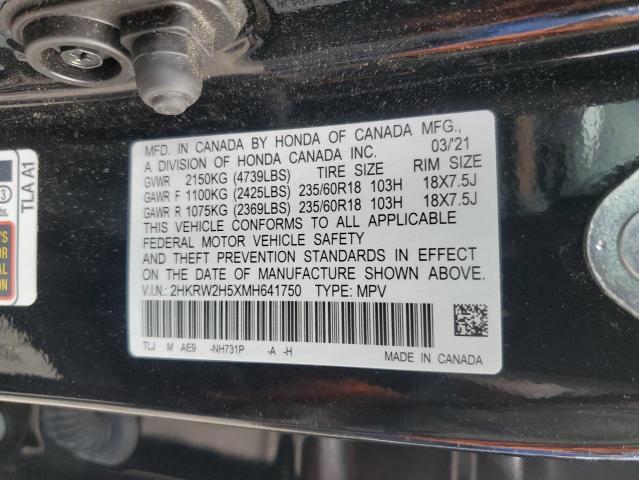 MFD. IN CANADA BY HONDA OF CANADA MFG.,
A DIVISION OF HONDA CANADA INC. 03/'21
GVWR 2150KG (4739LBS) TIRE SIZE RIM SIZE
GAWR F 1100KG (2425LBS) 235/60R18 103H 18X7.5J
GAWR R 1075KG (2369LBS) 235/60R18 103H 18X7.5J
THIS VEHICLE CONFORMS TO ALL APPLICABLE
FEDERAL MOTOR VEHICLE SAFETY
AND THEFT PREVENTION STANDARDS IN EFFECT
ON THE DATE OF MANUFACTURE SHOWN ABOVE.
V.I.N.: 2HKRW2H5XMH641750 TYPE: MPV
TLJ M AE9 -NH731P -A -H
MADE IN CANADA
TLA A1
3